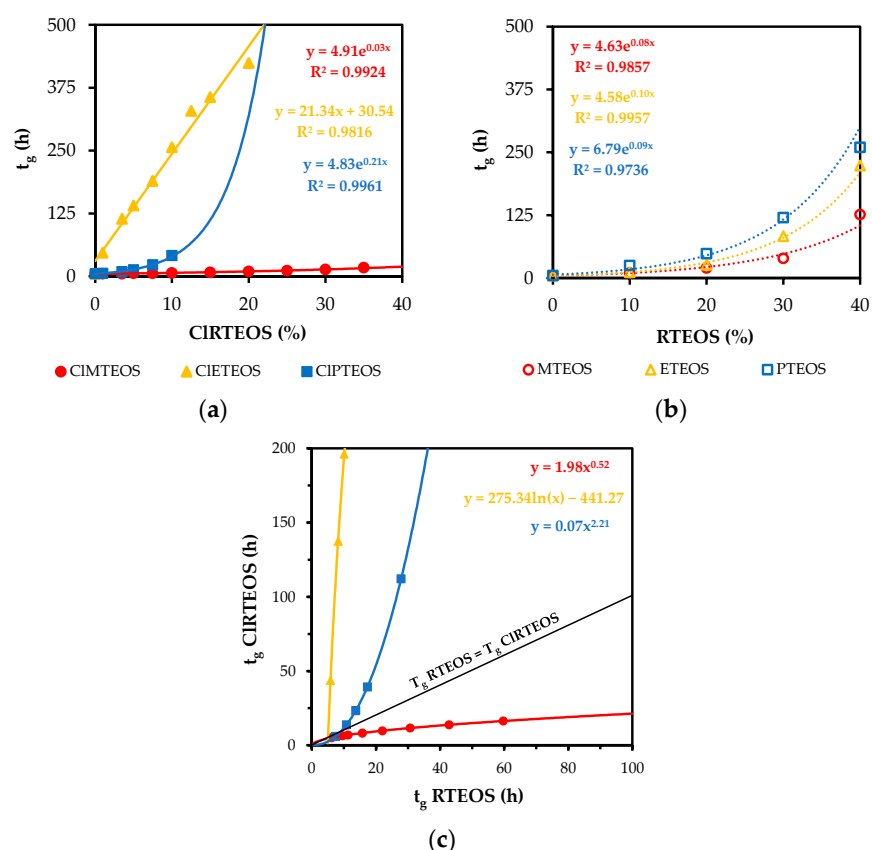 500
375
250
125
0
t_g (h)
y = 4.91e^0.03x
R² = 0.9924
y = 21.34x + 30.54
R² = 0.9816
y = 4.83e^0.21x
R² = 0.9961
0 10 20 30 40
ClRTEOS (%)
ClMTEOS ClETEOS ClPTEOS
(a)
500
375
250
125
0
t_g (h)
y = 4.63e^0.08x
R² = 0.9857
y = 4.58e^0.10x
R² = 0.9957
y = 6.79e^0.09x
R² = 0.9736
0 10 20 30 40
RTEOS (%)
MTEOS ETEOS PTEOS
(b)
200
150
100
50
0
t_g ClRTEOS (h)
y = 1.98x^0.52
y = 275.34ln(x) – 441.27
y = 0.07x^2.21
T_g RTEOS = T_g ClRTEOS
0 20 40 60 80 100
t_g RTEOS (h)
(c)